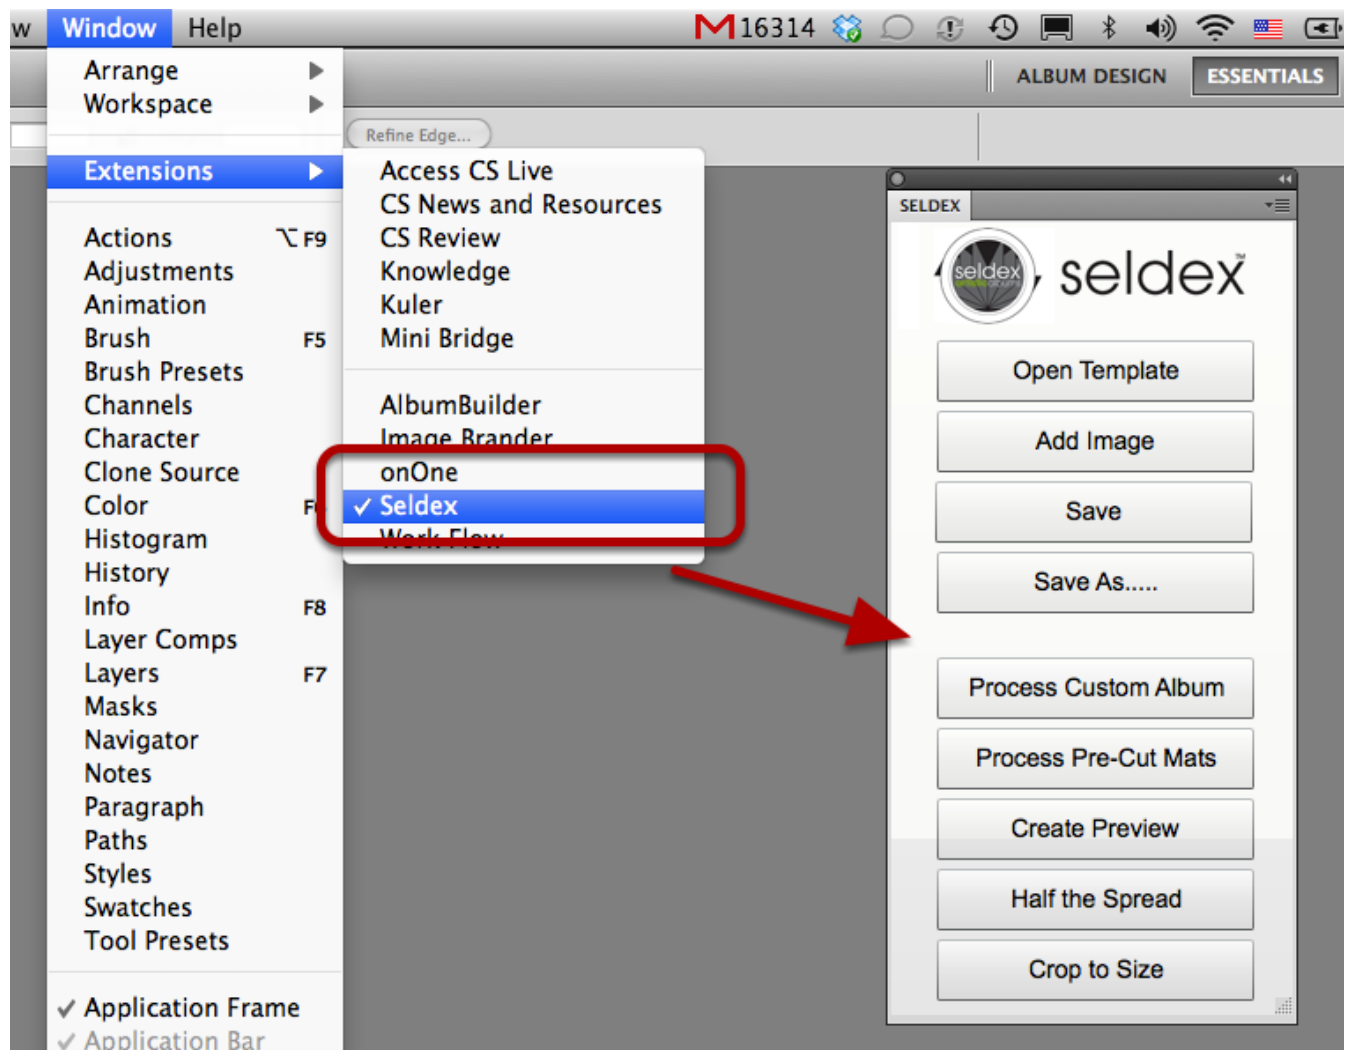 w Window Help 16314
ALBUM DESIGN ESSENTIALS
Arrange
Workspace
Refine Edge...
Extensions
Access CS Live
CS News and Resources
CS Review
Knowledge
Kuler
Mini Bridge
AlbumBuilder
Image Brander
onOne
✓ Seldex
Work Flow
Actions ⌥ F9
Adjustments
Animation
Brush F5
Brush Presets
Channels
Character
Clone Source
Color F6
Histogram
History
Info F8
Layer Comps
Layers F7
Masks
Navigator
Notes
Paragraph
Paths
Styles
Swatches
Tool Presets
✓ Application Frame
✓ Application Bar
SELDEX
seldex
seldex™
Open Template
Add Image
Save
Save As.....
Process Custom Album
Process Pre-Cut Mats
Create Preview
Half the Spread
Crop to Size